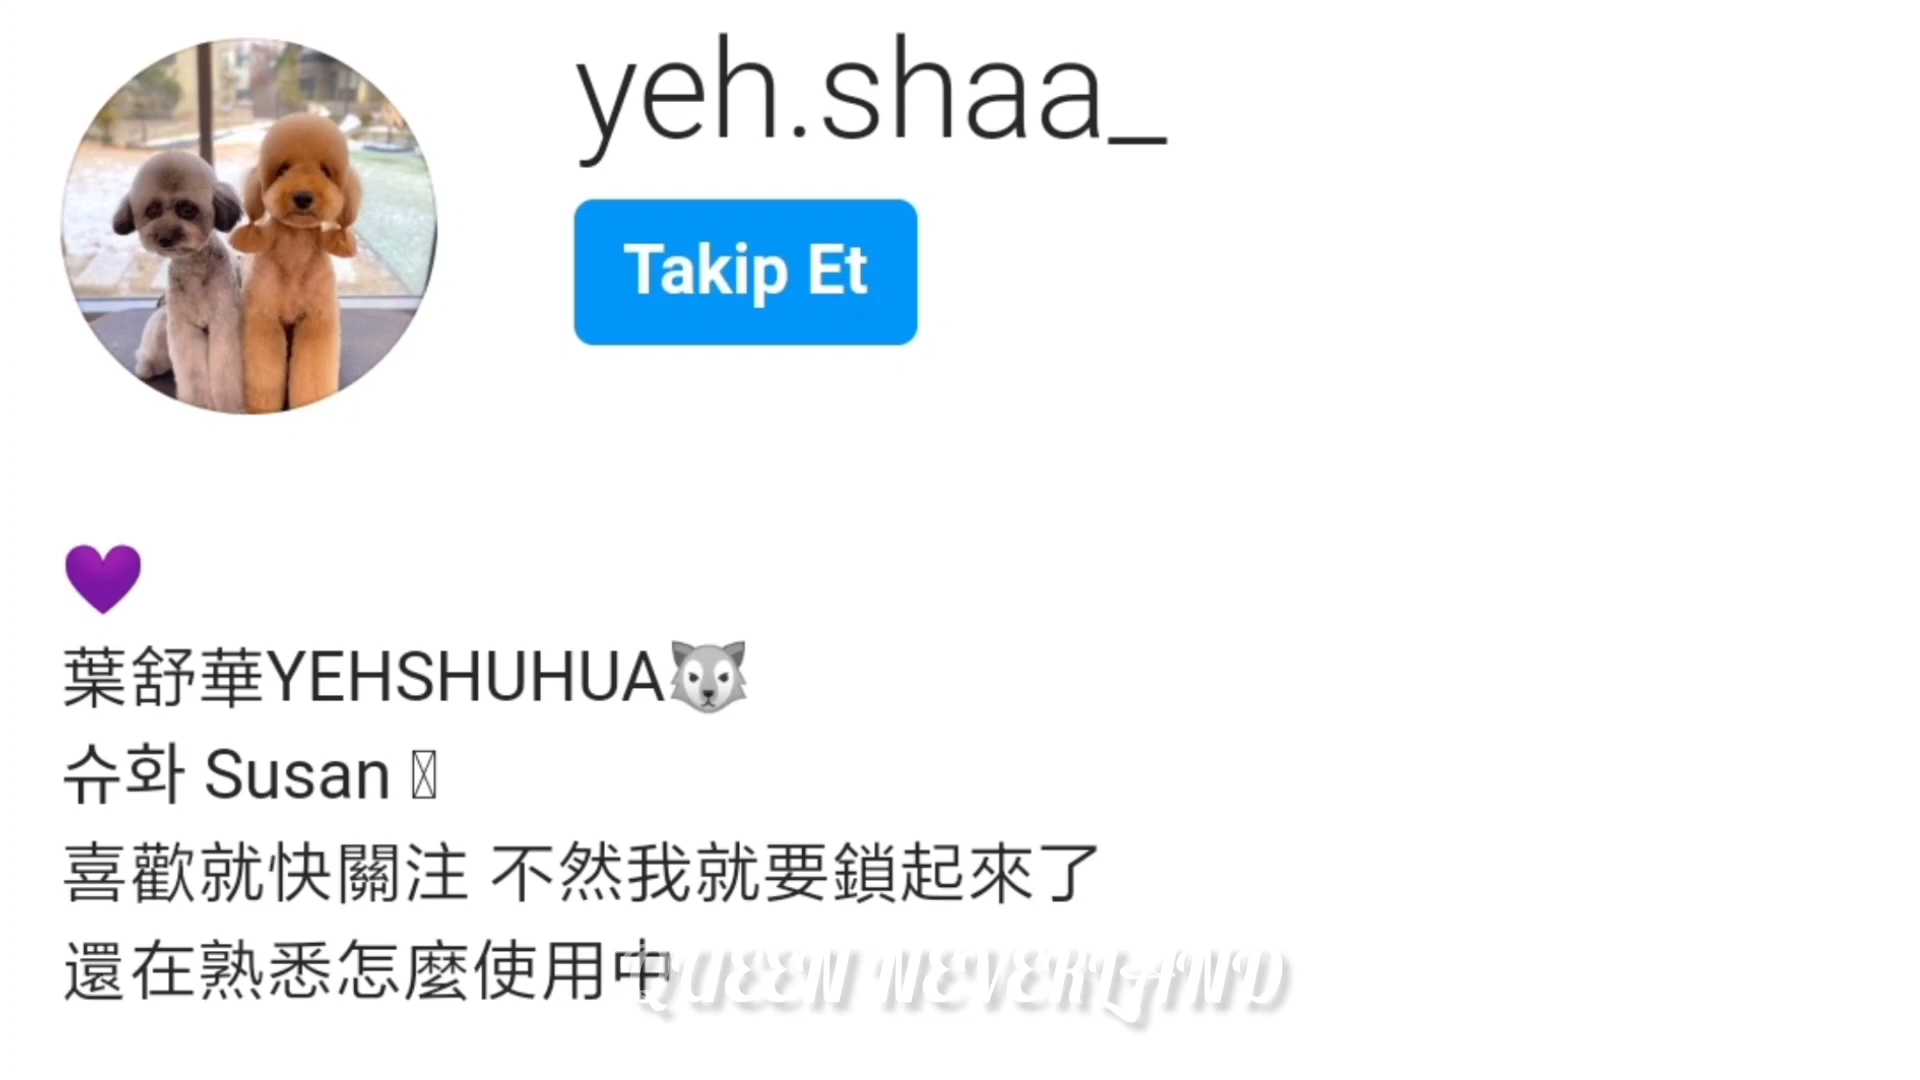 yeh.shaa_
Takip Et
💜
葉舒華YEHSHUHUA🐺
슈화 Susan
喜歡就快關注 不然我就要鎖起來了
還在熟悉怎麼使用中
QUEEN NEVERLAND